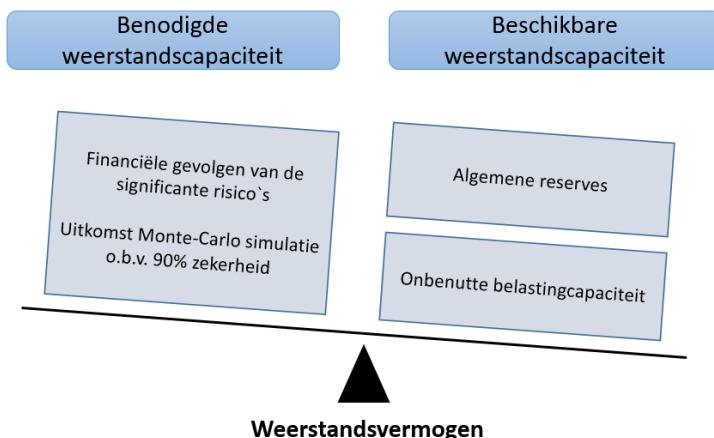 Benodigde
weerstandscapaciteit
Beschikbare
weerstandscapaciteit
Financiële gevolgen van de
significante risico`s
Uitkomst Monte-Carlo simulatie
o.b.v. 90% zekerheid
Algemene reserves
Onbenutte belastingcapaciteit
Weerstandsvermogen